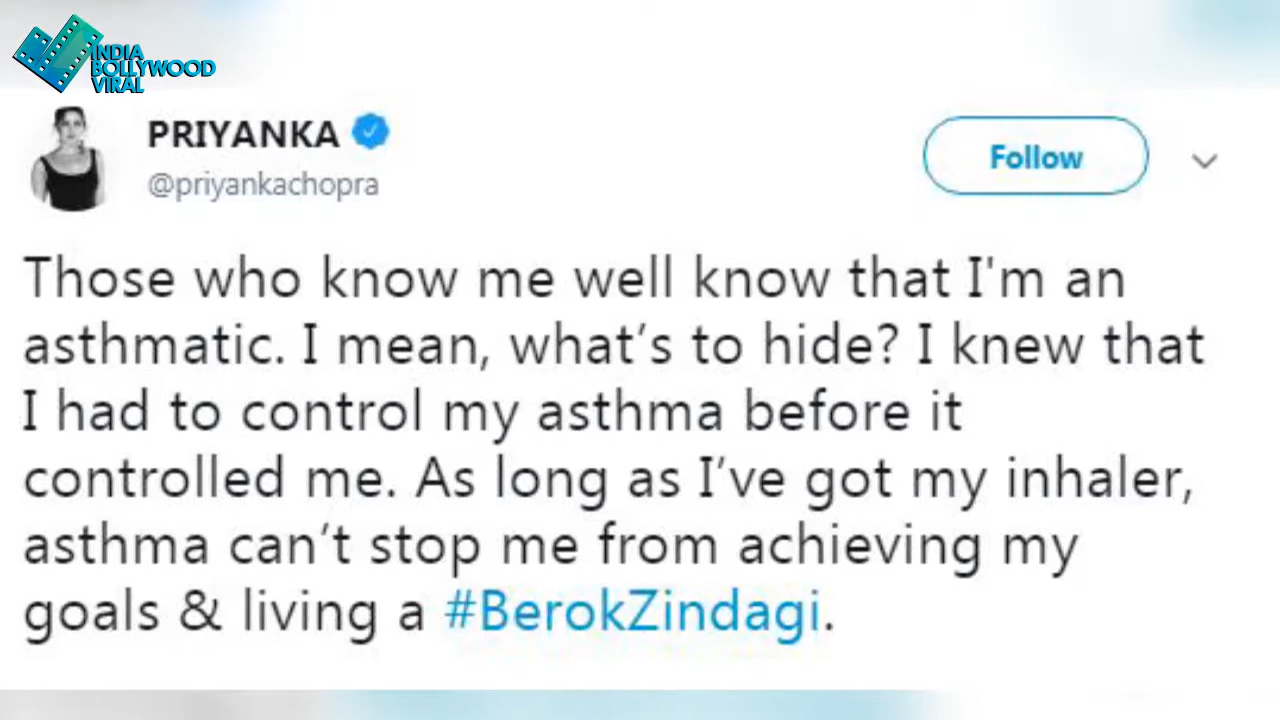 INDIA
BOLLYWOOD
VIRAL
PRIYANKA
@priyankachopra
Follow
Those who know me well know that I'm an
asthmatic. I mean, what’s to hide? I knew that
I had to control my asthma before it
controlled me. As long as I’ve got my inhaler,
asthma can’t stop me from achieving my
goals & living a #BerokZindagi.